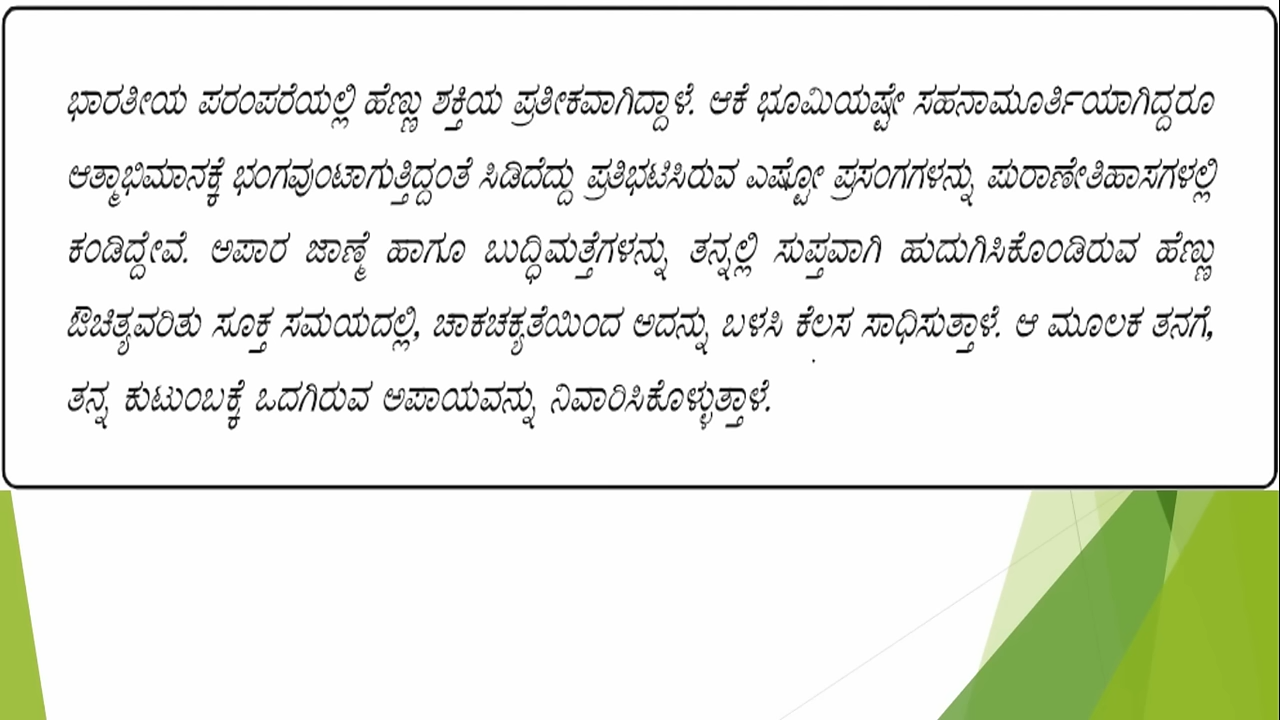 ಭಾರತೀಯ ಪರಂಪರೆಯಲ್ಲಿ ಹೆಣ್ಣು ಶಕ್ತಿಯ ಪ್ರತೀಕವಾಗಿದ್ದಾಳೆ. ಆಕೆ ಭೂಮಿಯಷ್ಟೇ ಸಹನಾಮೂರ್ತಿಯಾಗಿದ್ದರೂ
ಆತ್ಮಾಭಿಮಾನಕ್ಕೆ ಭಂಗವುಂಟಾಗುತ್ತಿದ್ದಂತೆ ಸಿಡಿದೆದ್ದು ಪ್ರತಿಭಟಿಸಿರುವ ಎಷ್ಟೋ ಪ್ರಸಂಗಗಳನ್ನು ಪುರಾಣೇತಿಹಾಸಗಳಲ್ಲಿ
ಕಂಡಿದ್ದೇವೆ. ಅಪಾರ ಜಾಣ್ಮೆ ಹಾಗೂ ಬುದ್ಧಿಮತ್ತೆಗಳನ್ನು ತನ್ನಲ್ಲಿ ಸುಪ್ತವಾಗಿ ಹುದುಗಿಸಿಕೊಂಡಿರುವ ಹೆಣ್ಣು
ಔಚಿತ್ಯವರಿತು ಸೂಕ್ತ ಸಮಯದಲ್ಲಿ, ಚಾಕಚಕ್ಯತೆಯಿಂದ ಅದನ್ನು ಬಳಸಿ ಕೆಲಸ ಸಾಧಿಸುತ್ತಾಳೆ. ಆ ಮೂಲಕ ತನಗೆ,
ತನ್ನ ಕುಟುಂಬಕ್ಕೆ ಒದಗಿರುವ ಅಪಾಯವನ್ನು ನಿವಾರಿಸಿಕೊಳ್ಳುತ್ತಾಳೆ.